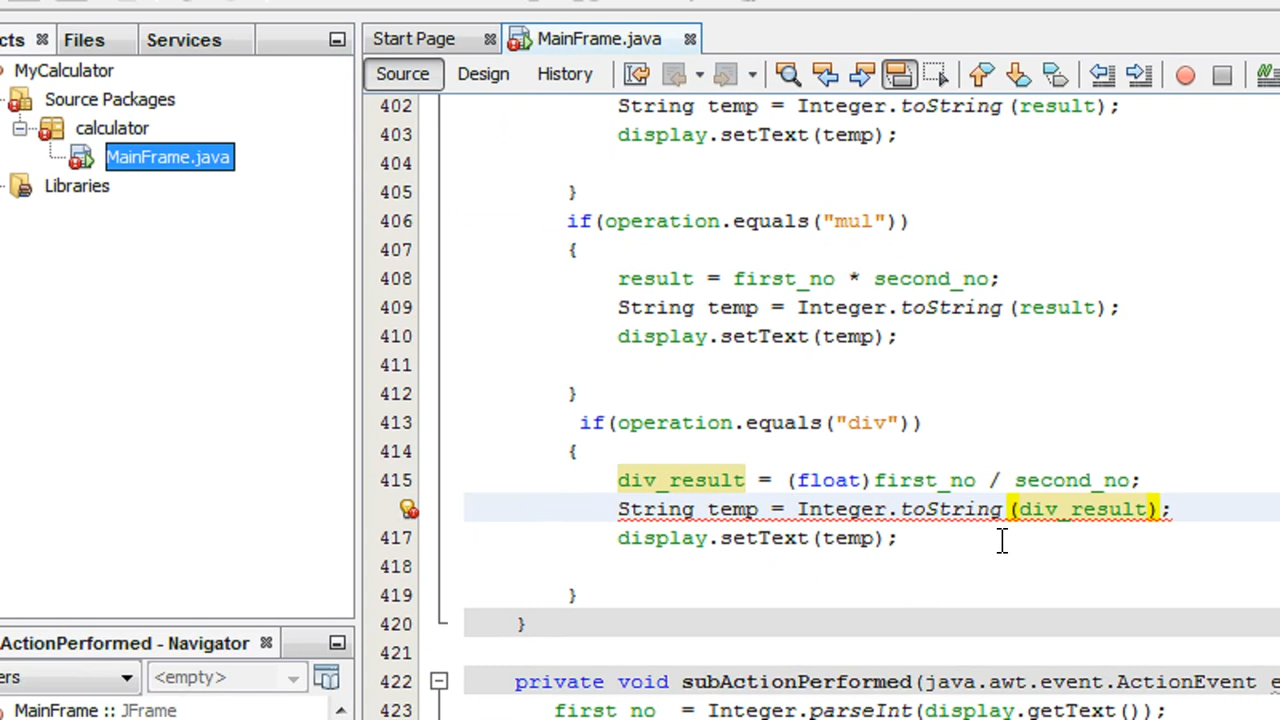 cts Files Services
Start Page MainFrame.java
MyCalculator
Source Design History
Source Packages
calculator
MainFrame.java
Libraries
402 String temp = Integer.toString(result);
403 display.setText(temp);
404
405 }
406 if(operation.equals("mul"))
407 {
408 result = first_no * second_no;
409 String temp = Integer.toString(result);
410 display.setText(temp);
411
412 }
413 if(operation.equals("div"))
414 {
415 div_result = (float)first_no / second_no;
String temp = Integer.toString(div_result);
417 display.setText(temp);
418
419 }
420 }
421
422 private void subActionPerformed(java.awt.event.ActionEvent e
423 first_no = Integer.parseInt(display.getText());
ActionPerformed - Navigator
ers <empty>
MainFrame :: JFrame